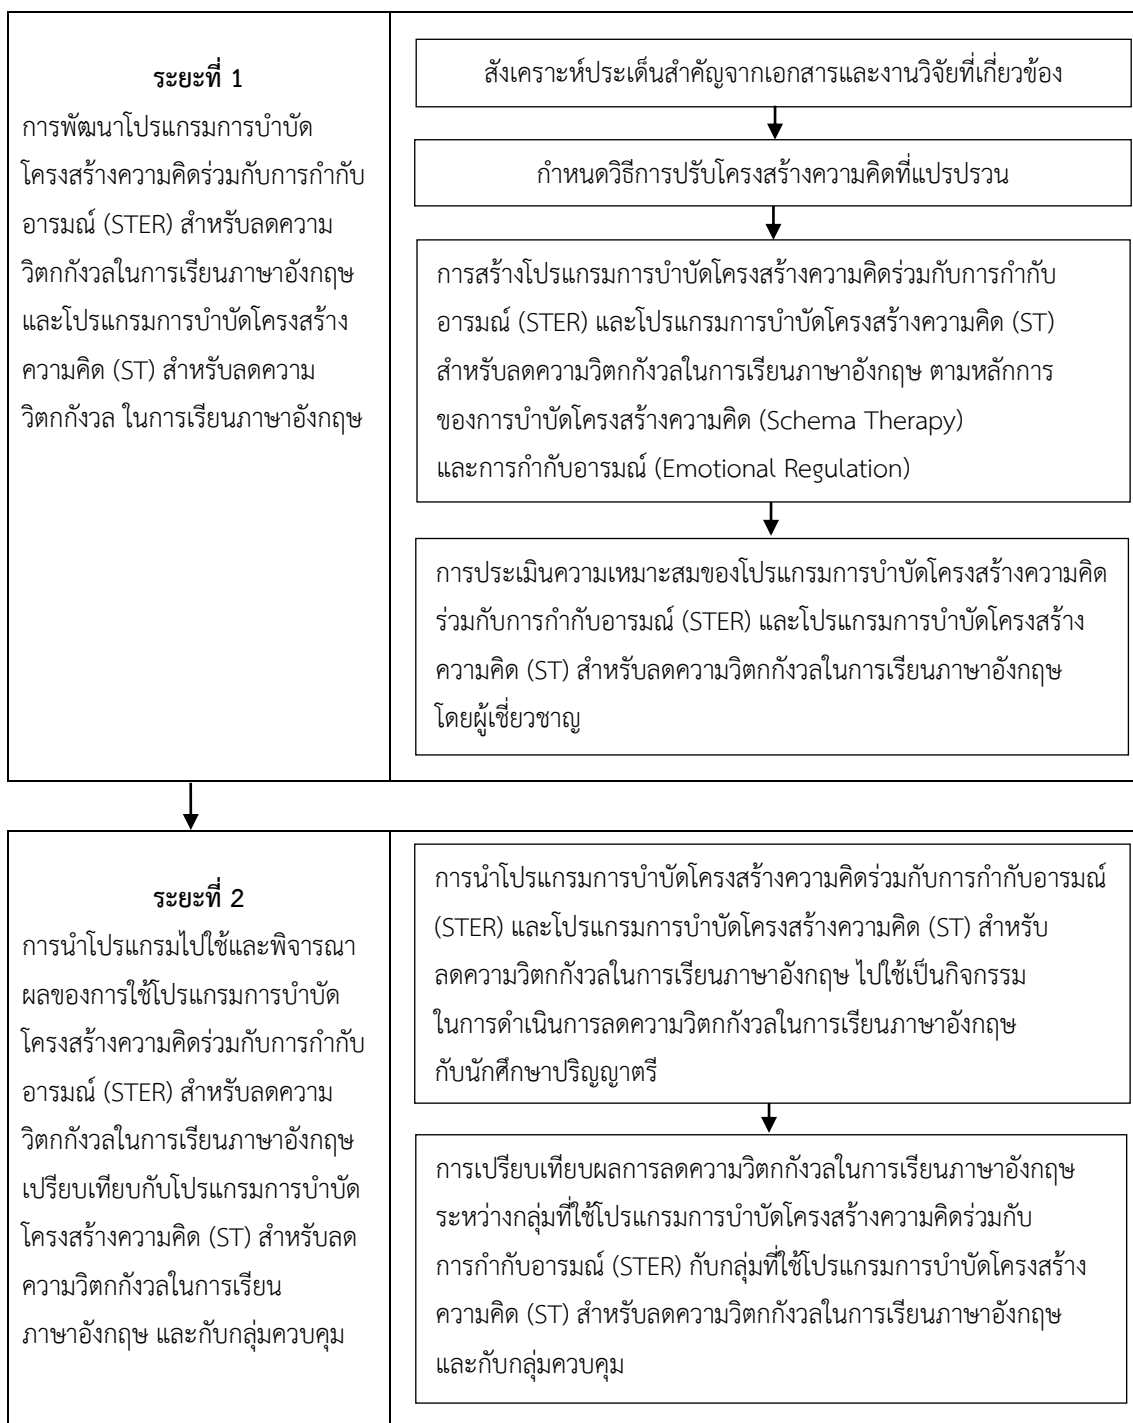 ระยะที่ 1
การพัฒนาโปรแกรมการบำบัด
โครงสร้างความคิดร่วมกับการกำกับ
อารมณ์ (STER) สำหรับลดความ
วิตกกังวลในการเรียนภาษาอังกฤษ
และโปรแกรมการบำบัดโครงสร้าง
ความคิด (ST) สำหรับลดความ
วิตกกังวล ในการเรียนภาษาอังกฤษ
สังเคราะห์ประเด็นสำคัญจากเอกสารและงานวิจัยที่เกี่ยวข้อง
กำหนดวิธีการปรับโครงสร้างความคิดที่แปรปรวน
การสร้างโปรแกรมการบำบัดโครงสร้างความคิดร่วมกับการกำกับ
อารมณ์ (STER) และโปรแกรมการบำบัดโครงสร้างความคิด (ST)
สำหรับลดความวิตกกังวลในการเรียนภาษาอังกฤษ ตามหลักการ
ของการบำบัดโครงสร้างความคิด (Schema Therapy)
และการกำกับอารมณ์ (Emotional Regulation)
การประเมินความเหมาะสมของโปรแกรมการบำบัดโครงสร้างความคิด
ร่วมกับการกำกับอารมณ์ (STER) และโปรแกรมการบำบัดโครงสร้าง
ความคิด (ST) สำหรับลดความวิตกกังวลในการเรียนภาษาอังกฤษ
โดยผู้เชี่ยวชาญ
ระยะที่ 2
การนำโปรแกรมไปใช้และพิจารณา
ผลของการใช้โปรแกรมการบำบัด
โครงสร้างความคิดร่วมกับการกำกับ
อารมณ์ (STER) สำหรับลดความ
วิตกกังวลในการเรียนภาษาอังกฤษ
เปรียบเทียบกับโปรแกรมการบำบัด
โครงสร้างความคิด (ST) สำหรับลด
ความวิตกกังวลในการเรียน
ภาษาอังกฤษ และกับกลุ่มควบคุม
การนำโปรแกรมการบำบัดโครงสร้างความคิดร่วมกับการกำกับอารมณ์
(STER) และโปรแกรมการบำบัดโครงสร้างความคิด (ST) สำหรับ
ลดความวิตกกังวลในการเรียนภาษาอังกฤษ ไปใช้เป็นกิจกรรม
ในการดำเนินการลดความวิตกกังวลในการเรียนภาษาอังกฤษ
กับนักศึกษาปริญญาตรี
การเปรียบเทียบผลการลดความวิตกกังวลในการเรียนภาษาอังกฤษ
ระหว่างกลุ่มที่ใช้โปรแกรมการบำบัดโครงสร้างความคิดร่วมกับ
การกำกับอารมณ์ (STER) กับกลุ่มที่ใช้โปรแกรมการบำบัดโครงสร้าง
ความคิด (ST) สำหรับลดความวิตกกังวลในการเรียนภาษาอังกฤษ
และกับกลุ่มควบคุม